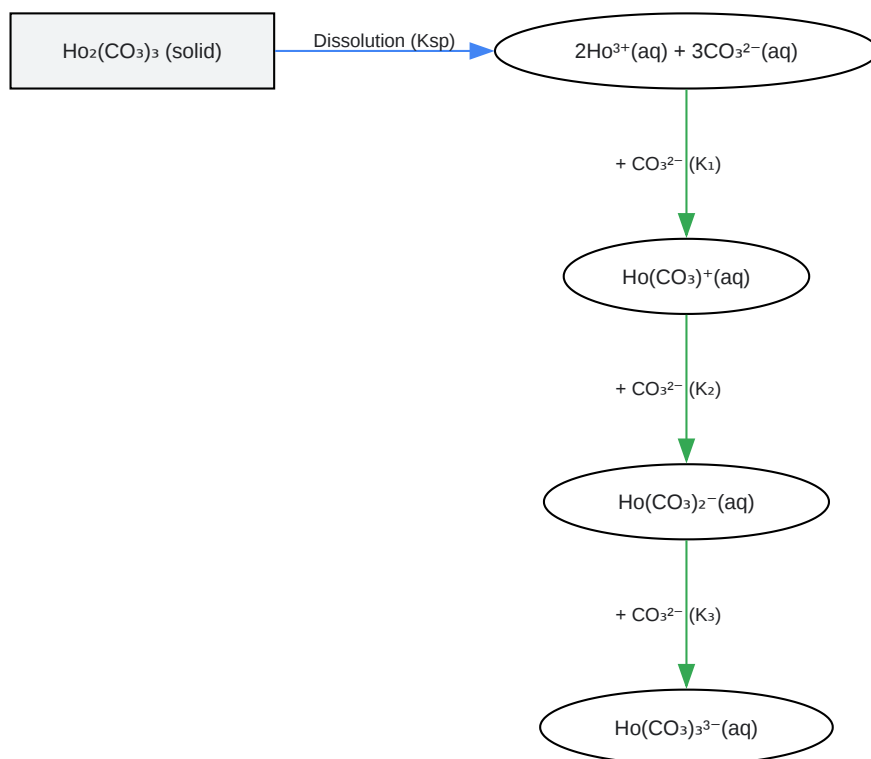 Ho₂(CO₃)₃ (solid)
Dissolution (Ksp)
2Ho³⁺(aq) + 3CO₃²⁻(aq)
+ CO₃²⁻ (K₁)
Ho(CO₃)⁺(aq)
+ CO₃²⁻ (K₂)
Ho(CO₃)₂⁻(aq)
+ CO₃²⁻ (K₃)
Ho(CO₃)₃³⁻(aq)